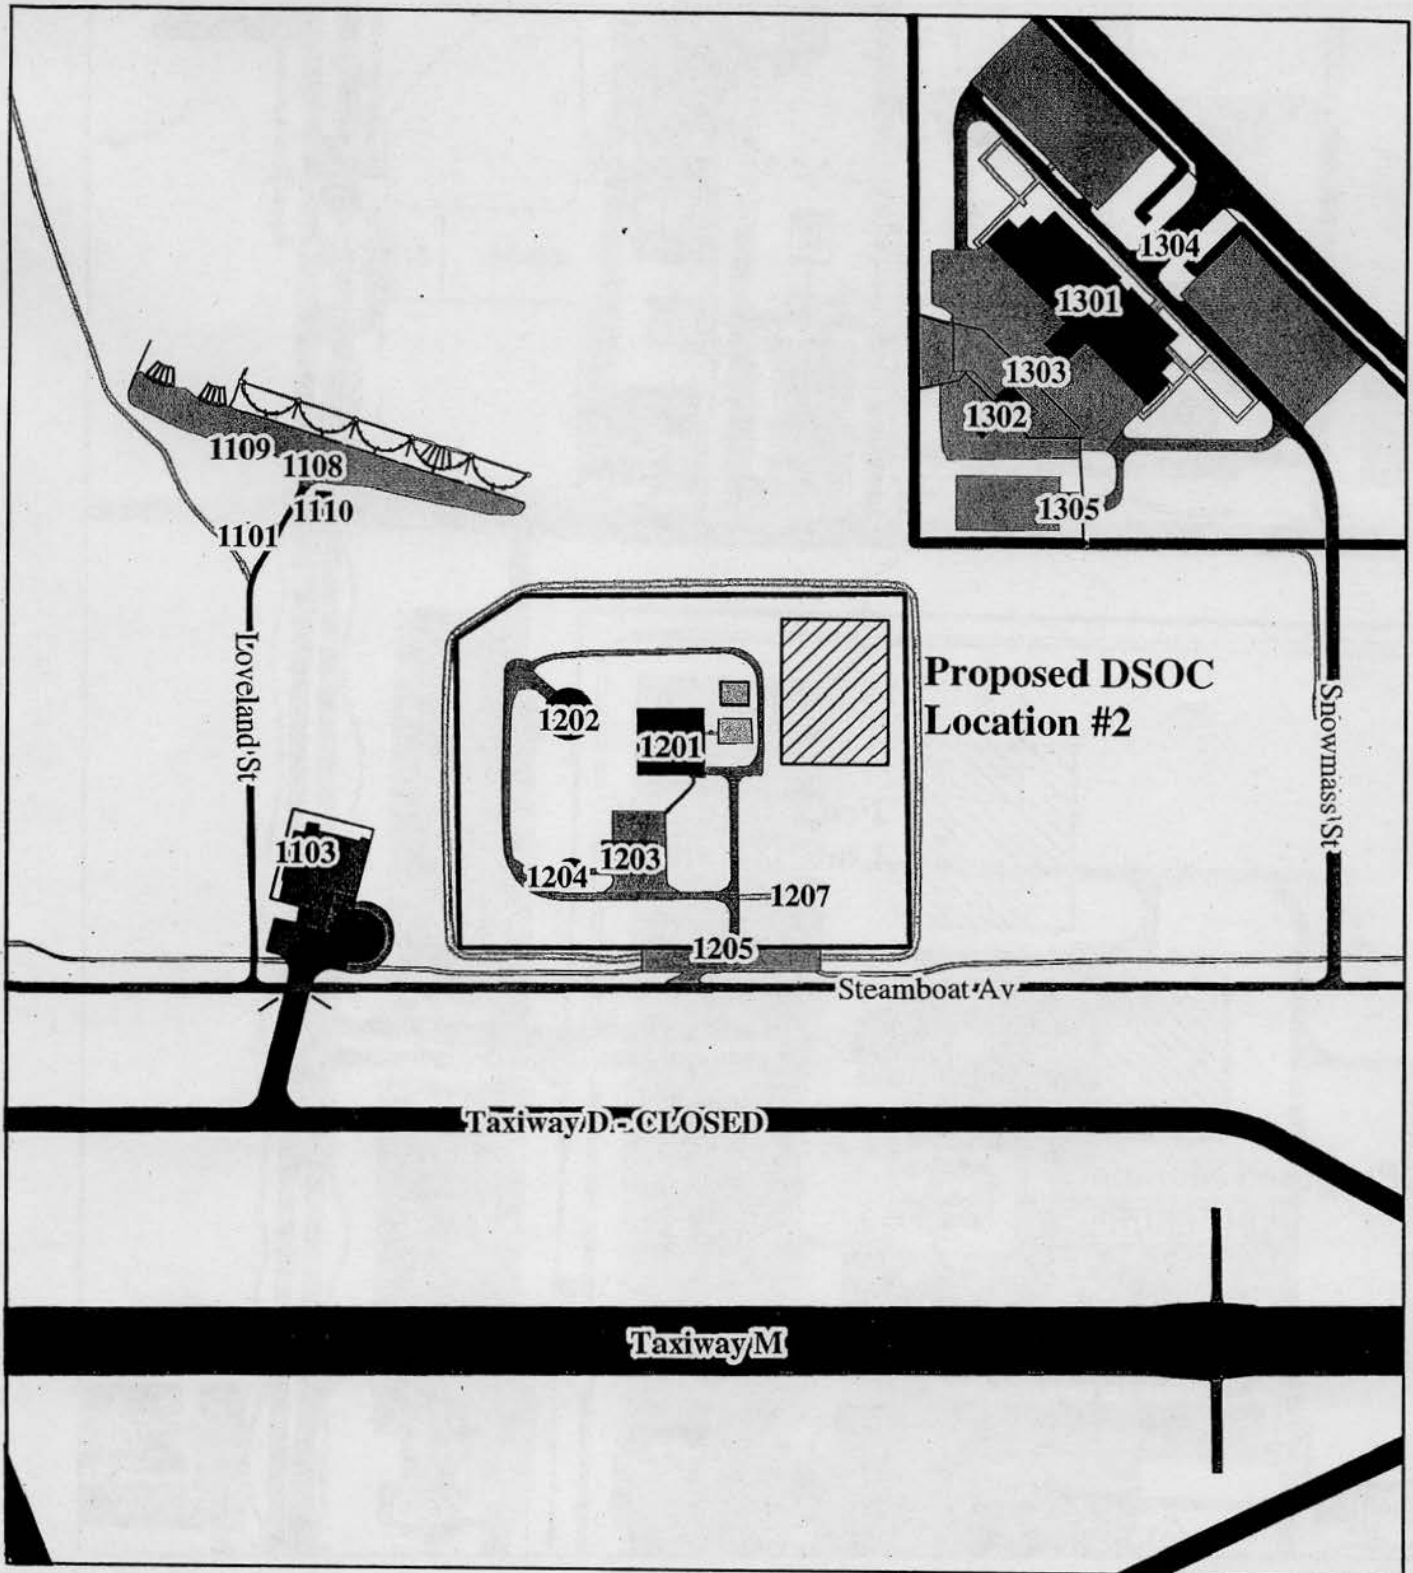 1304
1301
1303
1302
1305
1109
1108
1110
1101
Loveland St
Proposed DSOC
Location #2
1202
1201
Snowmass St
1103
1203
1204
1207
1205
Steamboat Av
Taxiway D - CLOSED
Taxiway M